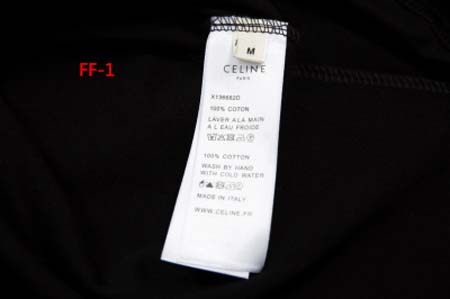 FF-1
M
CELINE
PARIS
X196682D
100% COTON
LAVER A LA MAIN
A L EAU FROIDE
100% COTTON
WASH BY HAND
WITH COLD WATER
MADE IN ITALY
WWW.CELINE.FR